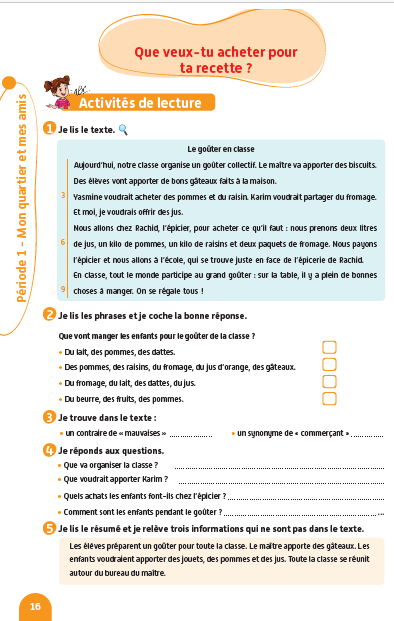 Que veux-tu acheter pour
ta recette ?
ABC
Activités de lecture
Période 1 - Mon quartier et mes amis
1 Je lis le texte.
Le goûter en classe
Aujourd'hui, notre classe organise un goûter collectif. Le maître va apporter des biscuits.
Des élèves vont apporter de bons gâteaux faits à la maison.
3 Yasmine voudrait acheter des pommes et du raisin. Karim voudrait partager du fromage.
Et moi, je voudrais offrir des jus.
Nous allons chez Rachid, l'épicier, pour acheter ce qu'il faut : nous prenons deux litres
6 de jus, un kilo de pommes, un kilo de raisins et deux paquets de fromage. Nous payons
l'épicier et nous allons à l'école, qui se trouve juste en face de l'épicerie de Rachid.
En classe, tout le monde participe au grand goûter : sur la table, il y a plein de bonnes
9 choses à manger. On se régale tous !
2 Je lis les phrases et je coche la bonne réponse.
Que vont manger les enfants pour le goûter de la classe ?
• Du lait, des pommes, des dattes.
• Des pommes, des raisins, du fromage, du jus d'orange, des gâteaux.
• Du fromage, du lait, des dattes, du jus.
• Du beurre, des fruits, des pommes.
3 Je trouve dans le texte :
• un contraire de « mauvaises » ................ • un synonyme de « commerçant » ............
4 Je réponds aux questions.
• Que va organiser la classe ? ................
• Que voudrait apporter Karim ? ................
• Quels achats les enfants font-ils chez l'épicier ? ................
• Comment sont les enfants pendant le goûter ? ................
5 Je lis le résumé et je relève trois informations qui ne sont pas dans le texte.
Les élèves préparent un goûter pour toute la classe. Le maître apporte des gâteaux. Les
enfants voudraient apporter des jouets, des pommes et des jus. Toute la classe se réunit
autour du bureau du maître.
16